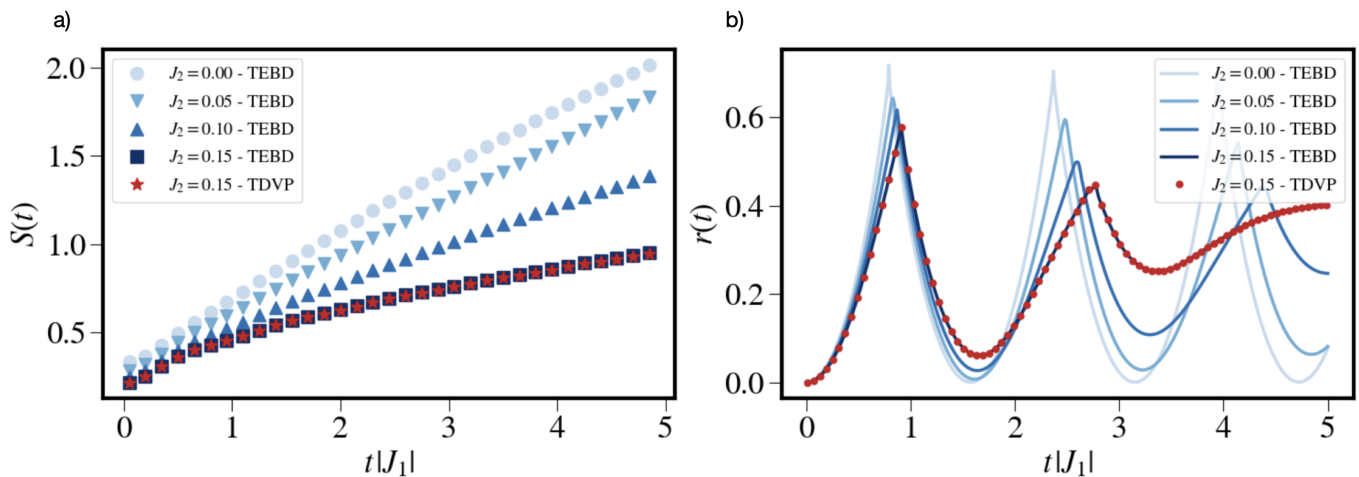 a)
S(t)
2.0
1.5
1.0
0.5
J₂ = 0.00 - TEBD
J₂ = 0.05 - TEBD
J₂ = 0.10 - TEBD
J₂ = 0.15 - TEBD
J₂ = 0.15 - TDVP
0 1 2 3 4 5
t|J₁|
b)
r(t)
0.6
0.4
0.2
0.0
J₂ = 0.00 - TEBD
J₂ = 0.05 - TEBD
J₂ = 0.10 - TEBD
J₂ = 0.15 - TEBD
J₂ = 0.15 - TDVP
0 1 2 3 4 5
t|J₁|